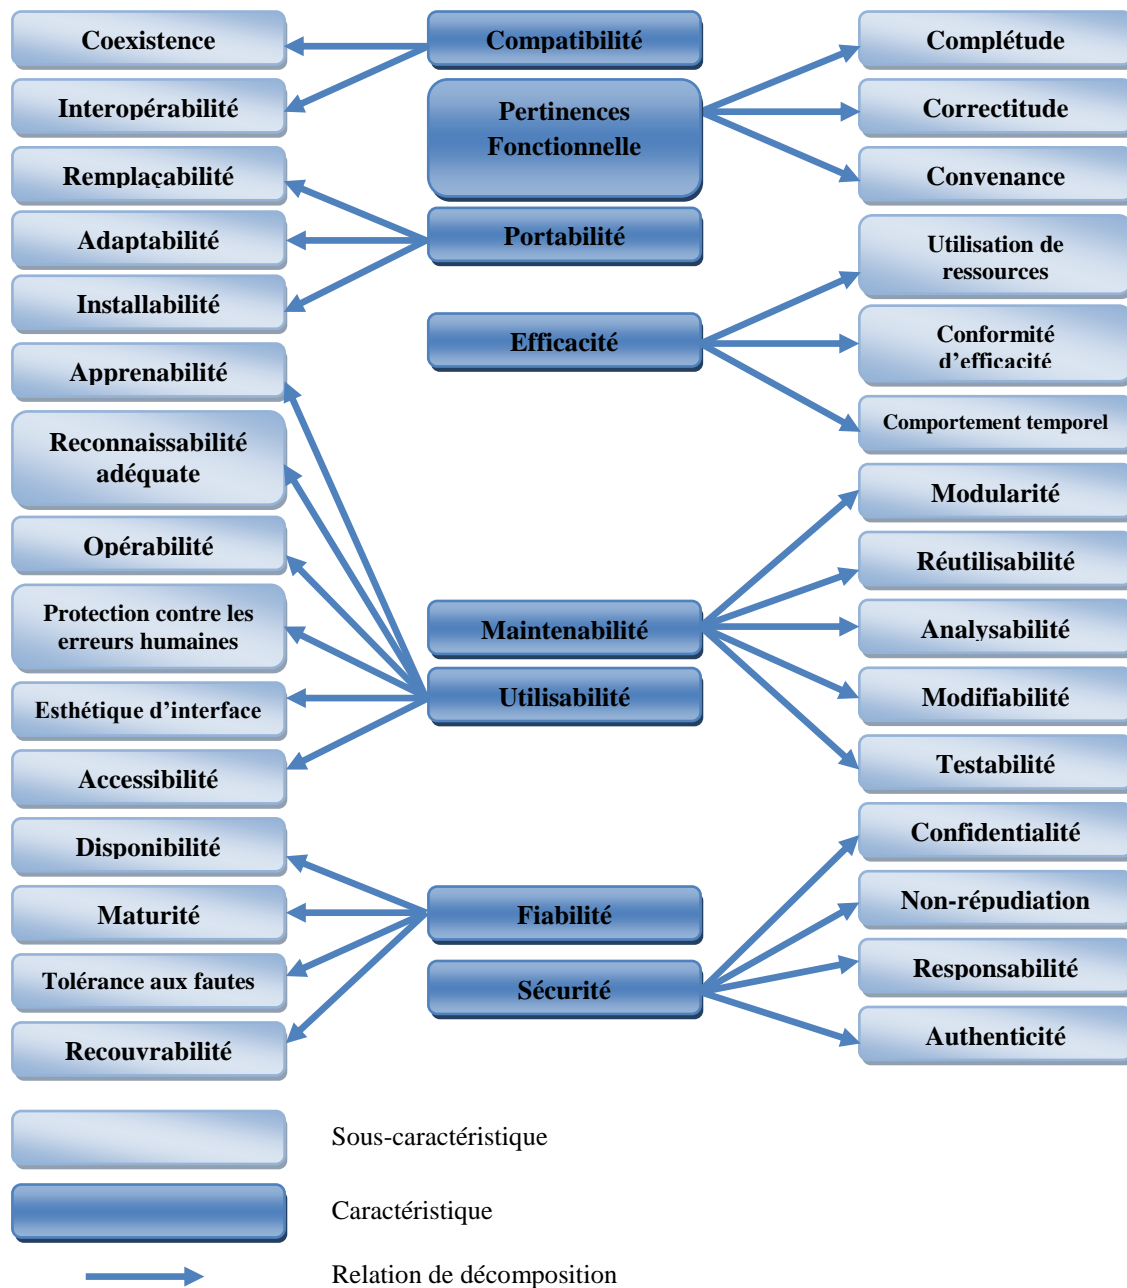 Coexistence
Compatibilité
Complétude
Interopérabilité
Pertinences
Fonctionnelle
Correctitude
Remplaçabilité
Convenance
Adaptabilité
Portabilité
Utilisation de
ressources
Installabilité
Efficacité
Conformité
d’efficacité
Apprenabilité
Comportement temporel
Reconnaissabilité
adéquate
Modularité
Opérabilité
Réutilisabilité
Protection contre les
erreurs humaines
Maintenabilité
Analysabilité
Esthétique d’interface
Utilisabilité
Modifiabilité
Accessibilité
Testabilité
Disponibilité
Confidentialité
Maturité
Fiabilité
Non-répudiation
Tolérance aux fautes
Sécurité
Responsabilité
Recouvrabilité
Authenticité
Sous-caractéristique
Caractéristique
Relation de décomposition